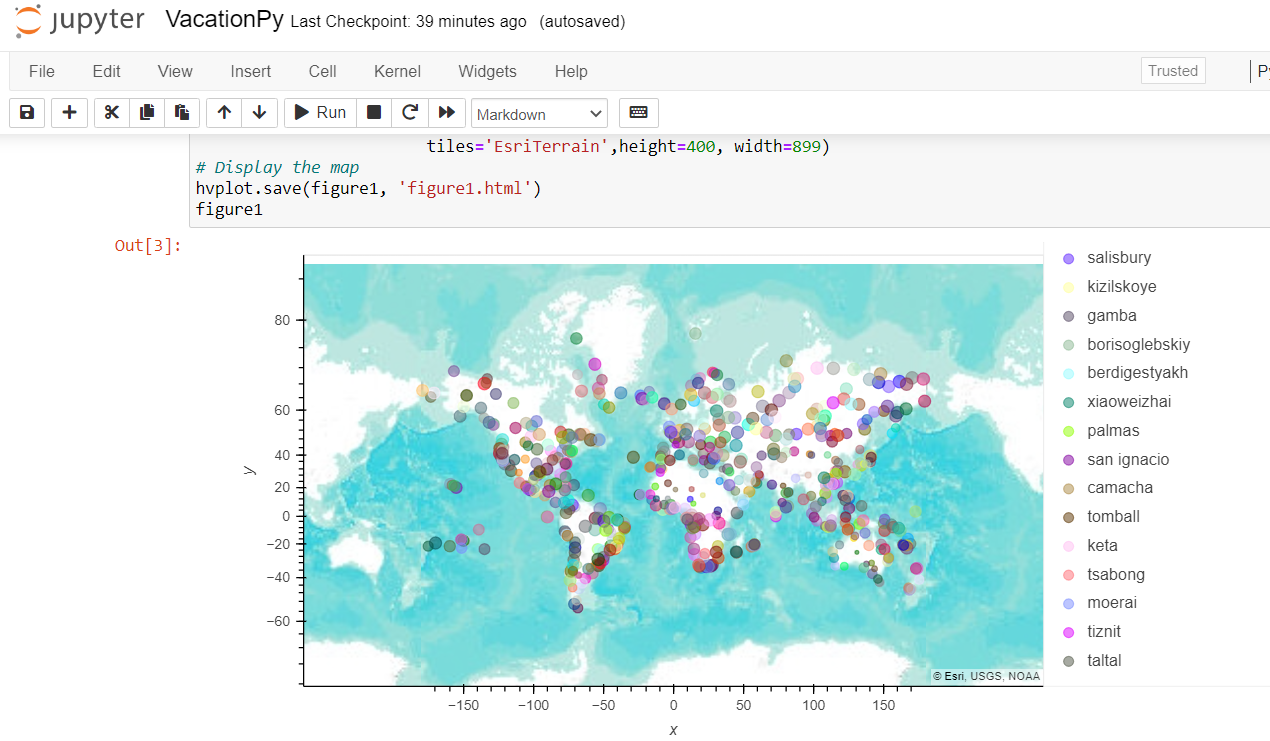 jupyter VacationPy Last Checkpoint: 39 minutes ago (autosaved)
File Edit View Insert Cell Kernel Widgets Help Trusted
Run Markdown
tiles='EsriTerrain',height=400, width=899)
# Display the map
hvplot.save(figure1, 'figure1.html')
figure1
Out[3]:
salisbury
kizilskoye
gamba
borisoglebskiy
berdigestyakh
xiaoweizhai
palmas
san ignacio
camacha
tomball
keta
tsabong
moerai
tiznit
taltal
80
60
40
20
0
−20
−40
−60
y
© Esri, USGS, NOAA
−150 −100 −50 0 50 100 150
x